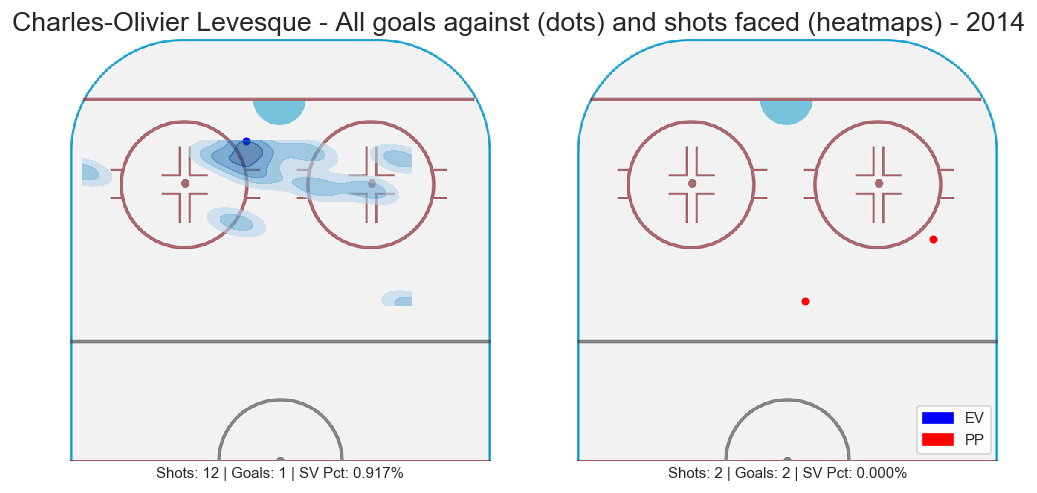 Charles-Olivier Levesque - All goals against (dots) and shots faced (heatmaps) - 2014
EV
PP
Shots: 12 | Goals: 1 | SV Pct: 0.917%
Shots: 2 | Goals: 2 | SV Pct: 0.000%